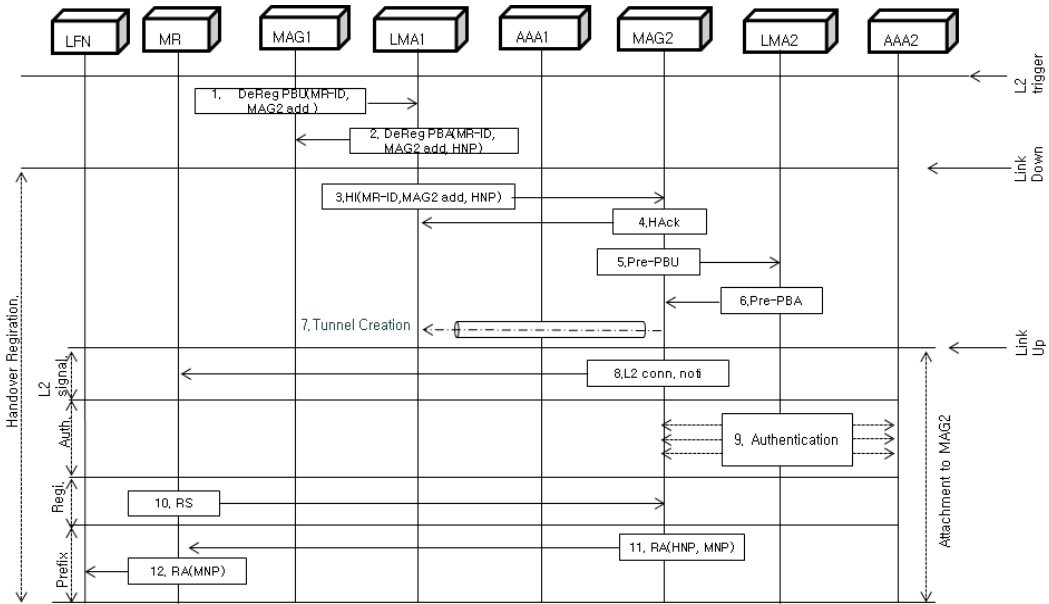 LFN
MR
MAG1
LMA1
AAA1
MAG2
LMA2
AAA2
L2
trigger
1, DeReg PBU(MR-ID,
MAG2 add )
2, DeReg PBA(MR-ID,
MAG2 add, HNP)
Link
Down
3,HI(MR-ID,MAG2 add, HNP)
4,HAck
5,Pre-PBU
6,Pre-PBA
7, Tunnel Creation
Link
Up
Handover Regiration,
L2
signal,
8,L2 conn, noti
Auth,
9, Authentication
Attachment to MAG2
Regi,
10, RS
Prefix
11, RA(HNP, MNP)
12, RA(MNP)